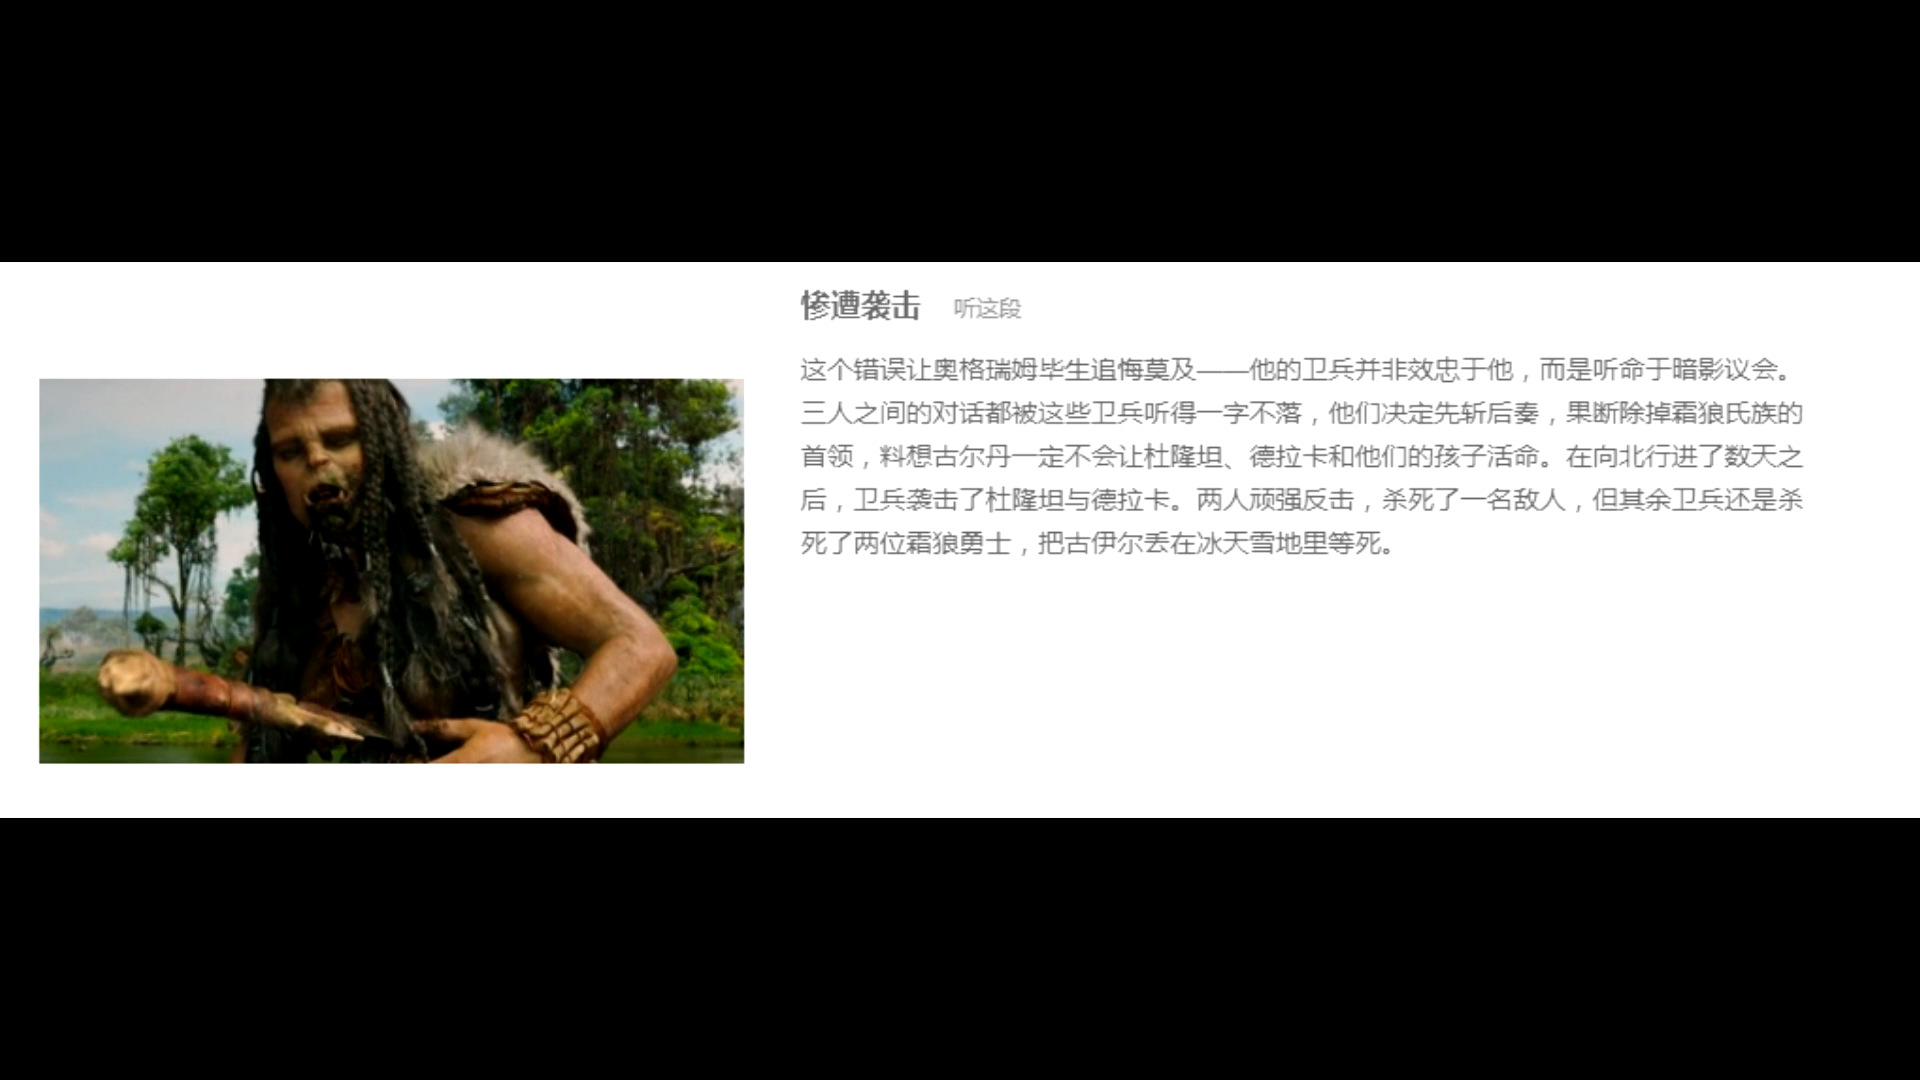 惨遭袭击 听这段
这个错误让奥格瑞姆毕生追悔莫及——他的卫兵并非效忠于他，而是听命于暗影议会。
三人之间的对话都被这些卫兵听得一字不落，他们决定先斩后奏，果断除掉霜狼氏族的
首领，料想古尔丹一定不会让杜隆坦、德拉卡和他们的孩子活命。在向北行进了数天之
后，卫兵袭击了杜隆坦与德拉卡。两人顽强反击，杀死了一名敌人，但其余卫兵还是杀
死了两位霜狼勇士，把古伊尔丢在冰天雪地里等死。